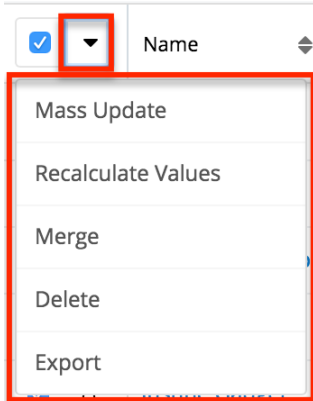 Name
Mass Update
Recalculate Values
Merge
Delete
Export